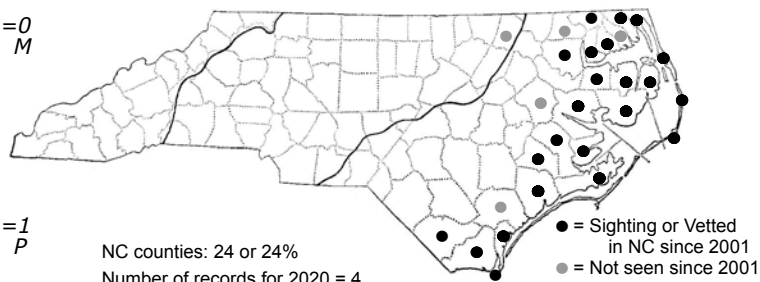 =0
M
=1
P
NC counties: 24 or 24%
Number of records for 2020 = 4
● = Sighting or Vetted
in NC since 2001
● = Not seen since 2001